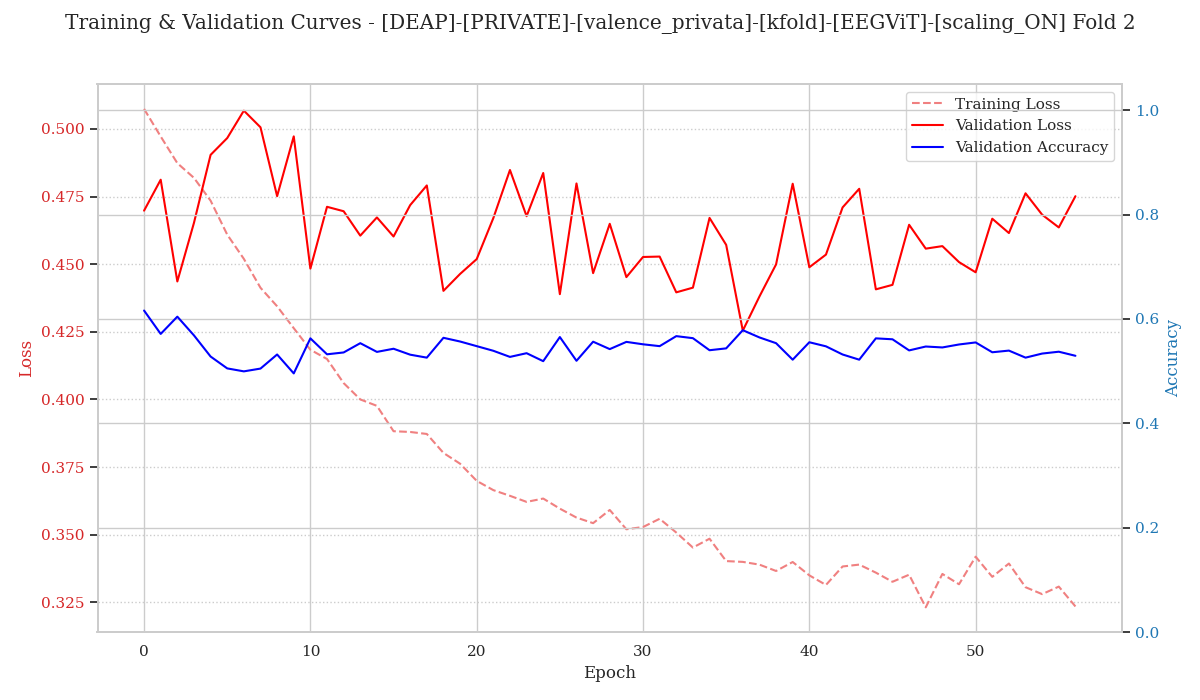 Training & Validation Curves - [DEAP]-[PRIVATE]-[valence_privata]-[kfold]-[EEGViT]-[scaling_ON] Fold 2
Training Loss
Validation Loss
Validation Accuracy
0.500
0.475
0.450
0.425
0.400
0.375
0.350
0.325
Loss
1.0
0.8
0.6
0.4
0.2
0.0
Accuracy
0
10
20
30
40
50
Epoch